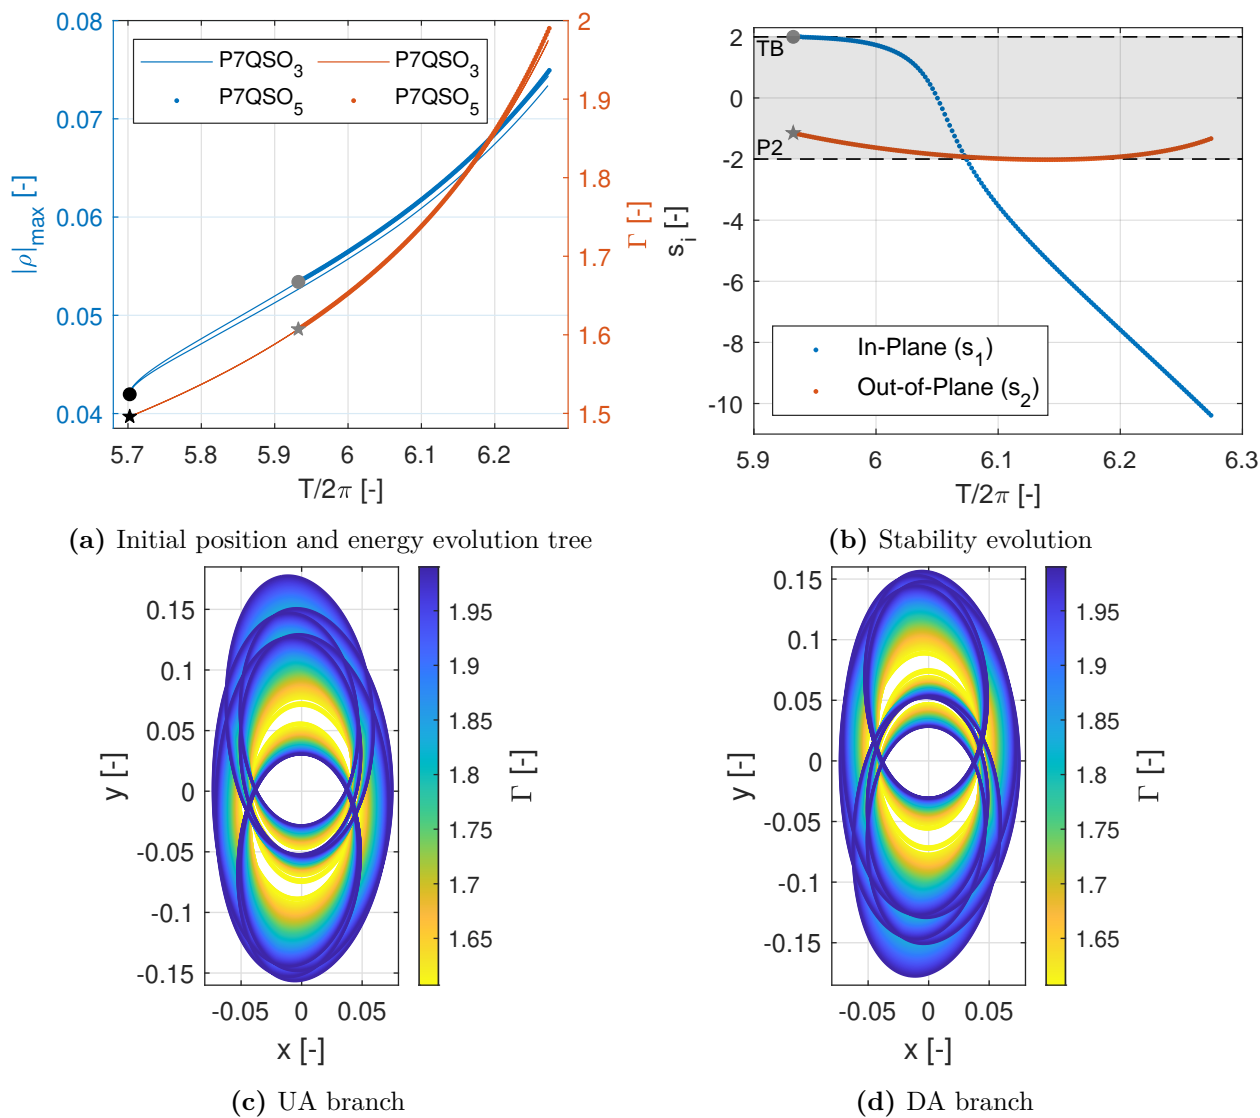 0.08
0.07
0.06
0.05
0.04
|ρ|max [-]
P7QSO3 P7QSO3
P7QSO5 P7QSO5
2
1.9
1.8
1.7
1.6
1.5
Γ [-]
5.7 5.8 5.9 6 6.1 6.2
T/2π [-]
(a) Initial position and energy evolution tree
2
0
-2
-4
-6
-8
-10
si [-]
TB
P2
In-Plane (s1)
Out-of-Plane (s2)
5.9 6 6.1 6.2 6.3
T/2π [-]
(b) Stability evolution
0.15
0.1
0.05
0
-0.05
-0.1
-0.15
y [-]
-0.05 0 0.05
x [-]
1.95
1.9
1.85
1.8
1.75
1.7
1.65
Γ [-]
(c) UA branch
0.15
0.1
0.05
0
-0.05
-0.1
-0.15
y [-]
-0.05 0 0.05
x [-]
1.95
1.9
1.85
1.8
1.75
1.7
1.65
Γ [-]
(d) DA branch